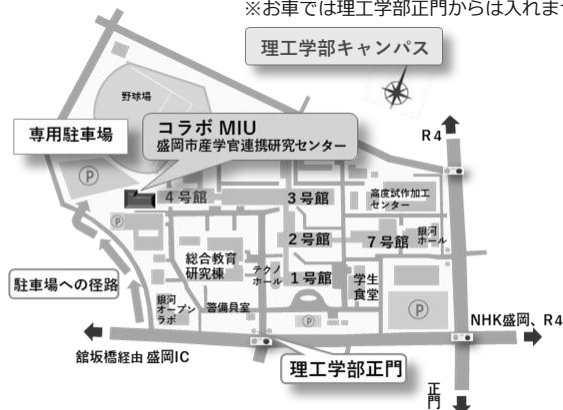 ※お車では理工学部正門からは入れま
理工学部キャンパス
野球場
R4
専用駐車場
コラボ MIU
盛岡市産学官連携研究センター
P
4号館
3号館
高度試作加工
センター
P
2号館
7号館
銀河
ホール
総合教育
研究棟
テクノ
ホール
1号館
学生
食堂
駐車場への径路
銀河
オープン
ラボ
警備員室
P
P
NHK盛岡、R4
舘坂橋経由 盛岡IC
理工学部正門
正門